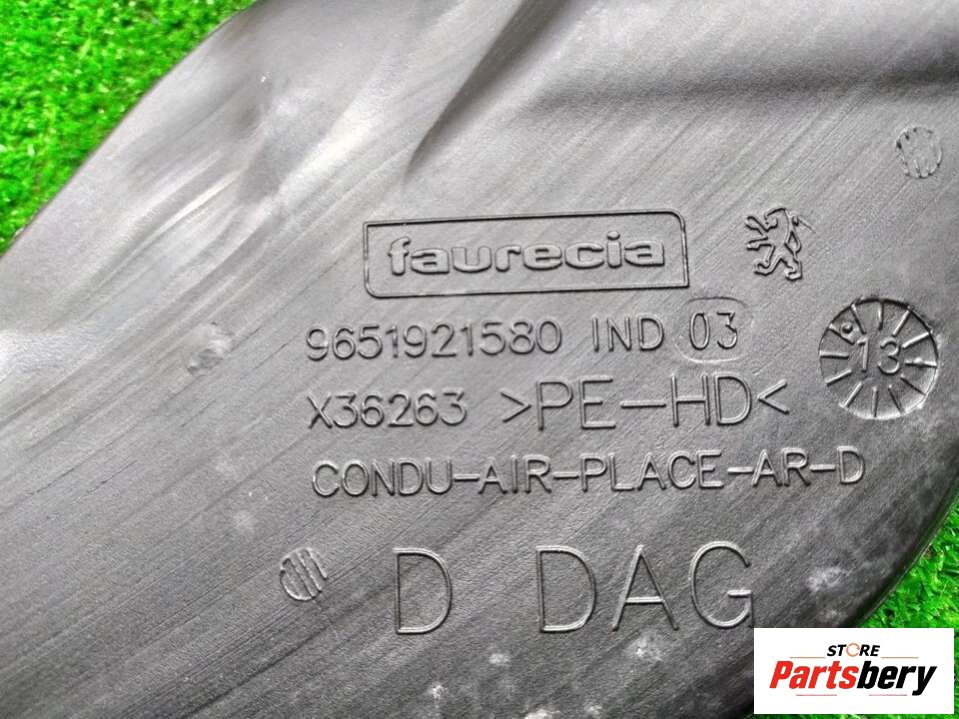 faurecia
9651921580 IND 03
X36263 >PE-HD<
13
CONDU-AIR-PLACE-AR-D
D DAG
STORE
Partsbery